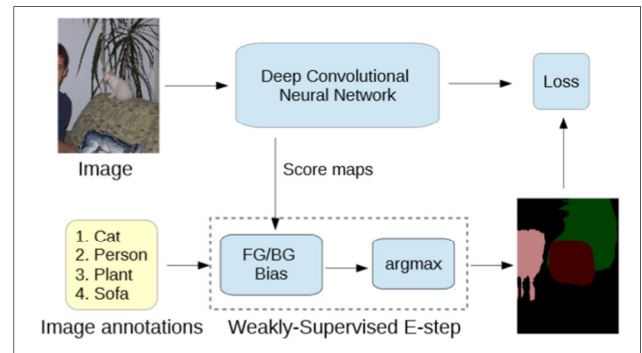 Deep Convolutional
Neural Network
Loss
Image
Score maps
1. Cat
2. Person
3. Plant
4. Sofa
FG/BG
Bias
argmax
Image annotations
Weakly-Supervised E-step